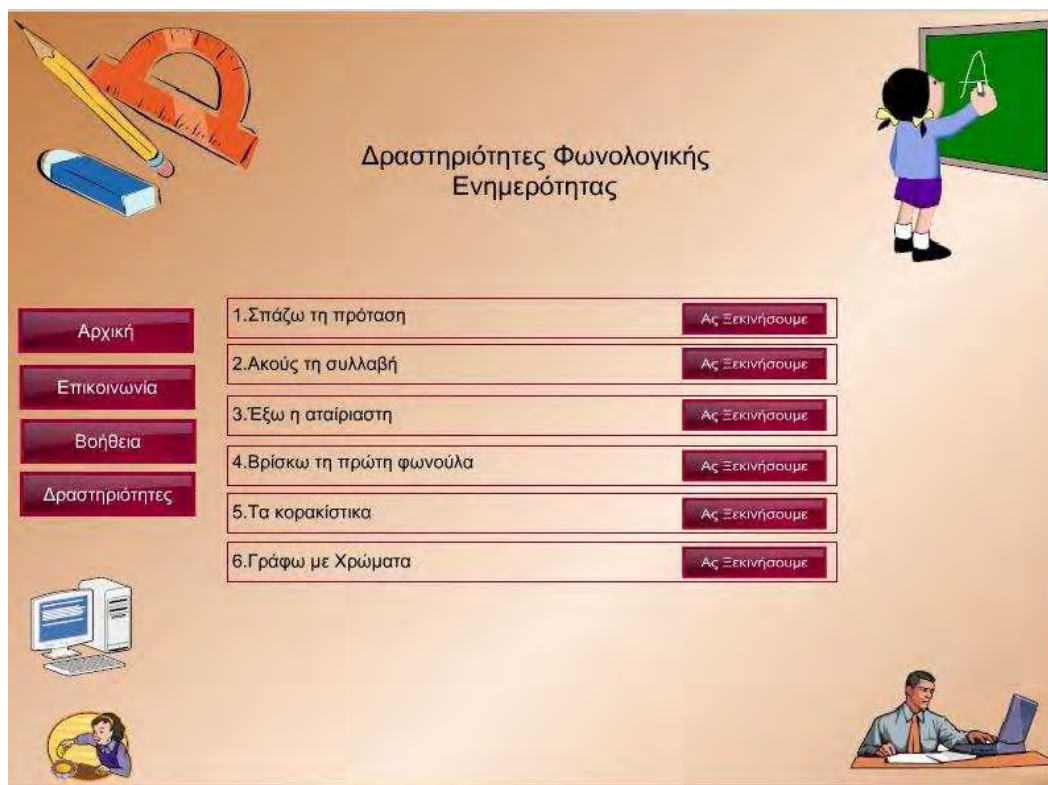 Δραστηριότητες Φωνολογικής
Ενημερότητας
Αρχική
Επικοινωνία
Βοήθεια
Δραστηριότητες
1.Σπάζω τη πρόταση Ας Ξεκινήσουμε
2.Ακούς τη συλλαβή Ας Ξεκινήσουμε
3.Έξω η αταίριαστη Ας Ξεκινήσουμε
4.Βρίσκω τη πρώτη φωνούλα Ας Ξεκινήσουμε
5.Τα κορακίστικα Ας Ξεκινήσουμε
6.Γράφω με Χρώματα Ας Ξεκινήσουμε
A